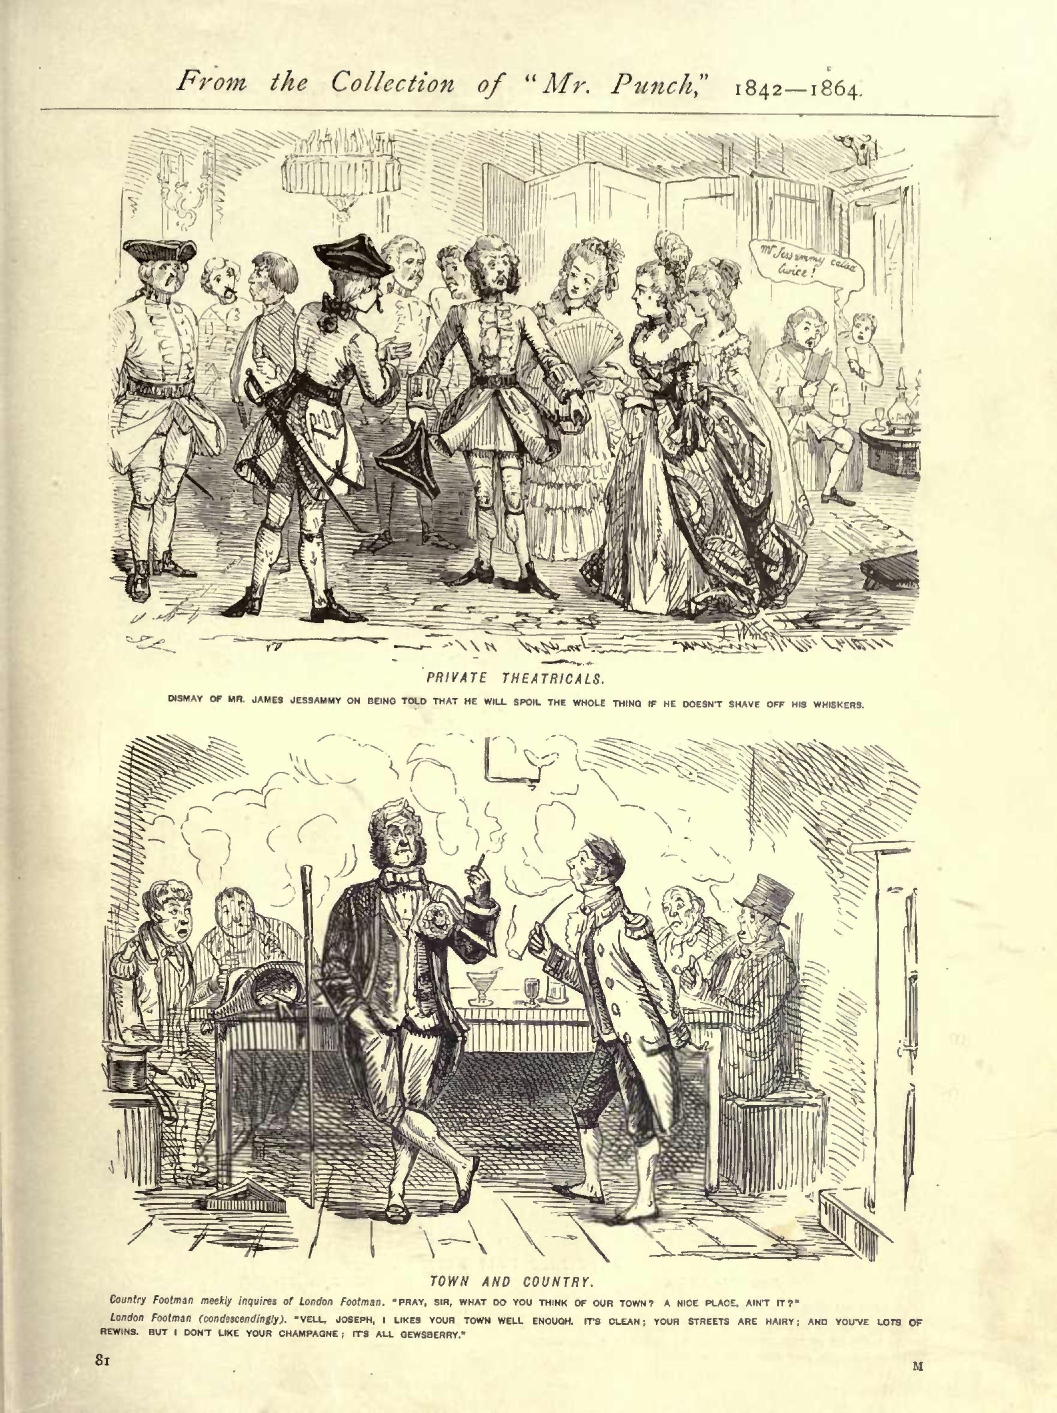 From the Collection of "Mr. Punch," 1842—1864.
Mr Jessammy called
twice!
PRIVATE THEATRICALS.
DISMAY OF MR. JAMES JESSAMMY ON BEING TOLD THAT HE WILL SPOIL THE WHOLE THING IF HE DOESN'T SHAVE OFF HIS WHISKERS.
TOWN AND COUNTRY.
Country Footman meekly inquires of London Footman. "PRAY, SIR, WHAT DO YOU THINK OF OUR TOWN? A NICE PLACE, AIN'T IT?"
London Footman (condescendingly). "VELL, JOSEPH, I LIKES YOUR TOWN WELL ENOUGH. IT'S CLEAN; YOUR STREETS ARE HAIRY; AND YOU'VE LOTS OF
REWINS. BUT I DON'T LIKE YOUR CHAMPAGNE; IT'S ALL GEWSBERRY."
81
M